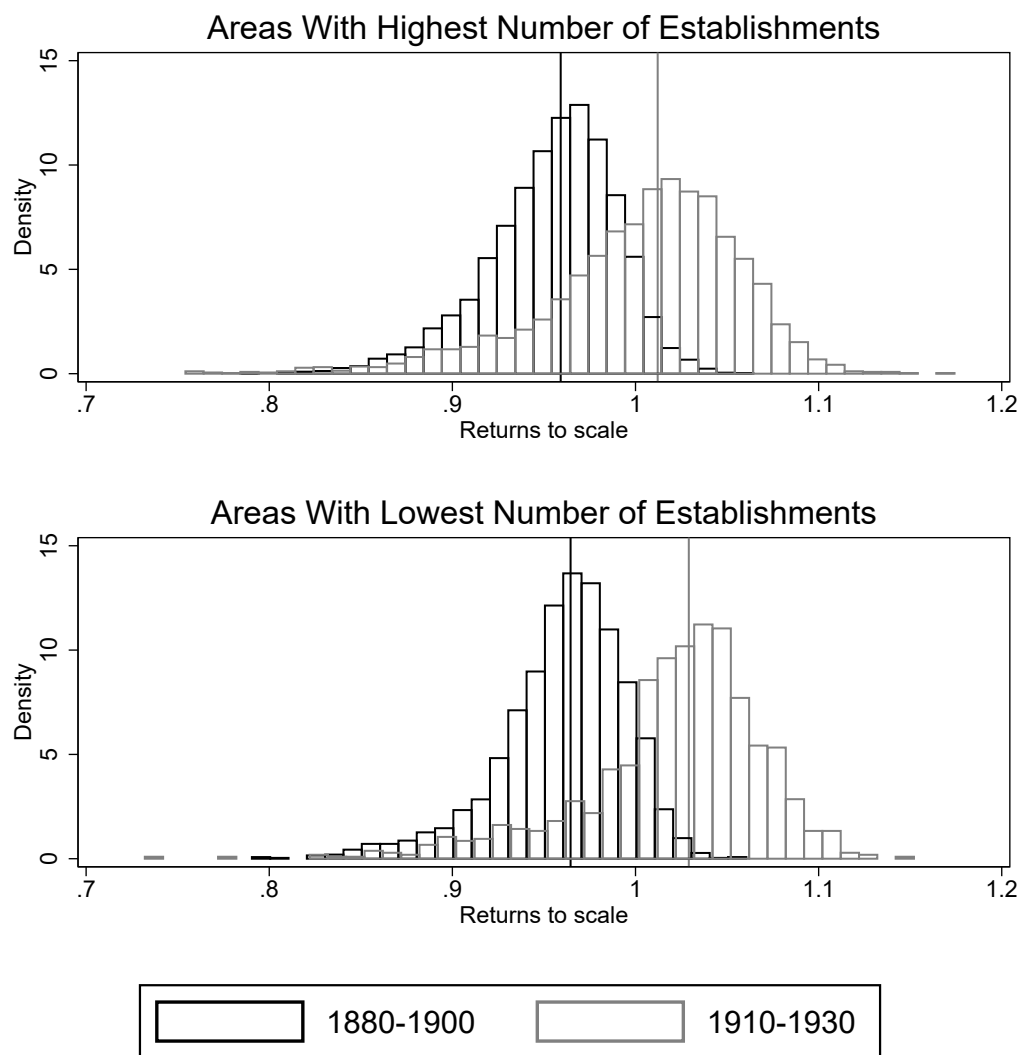 Areas With Highest Number of Establishments
15
10
5
0
Density
.7 .8 .9 1 1.1 1.2
Returns to scale
Areas With Lowest Number of Establishments
15
10
5
0
Density
.7 .8 .9 1 1.1 1.2
Returns to scale
1880-1900 1910-1930